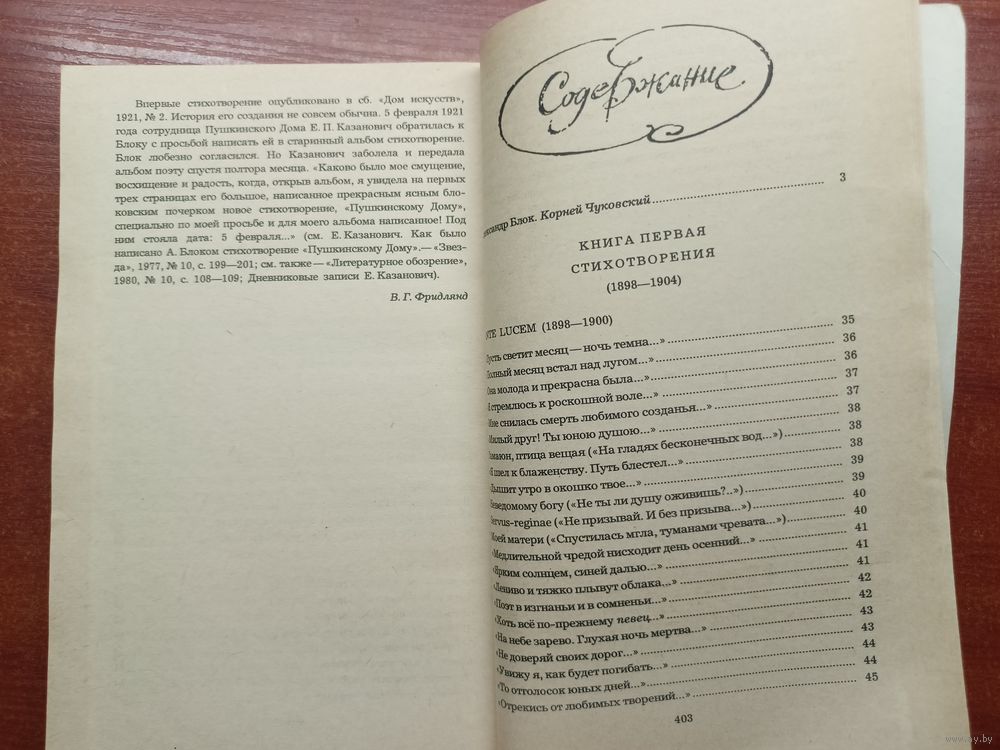 Впервые стихотворение опубликовано в сб. «Дом искусств»,
1921, № 2. История его создания не совсем обычна. 5 февраля 1921
года сотрудница Пушкинского Дома Е. П. Казанович обратилась к
Блоку с просьбой написать ей в старинный альбом стихотворение.
Блок любезно согласился. Но Казанович заболела и передала
альбом поэту спустя полтора месяца. «Каково было мое смущение,
восхищение и радость, когда, открыв альбом, я увидела на первых
трех страницах его большое, написанное прекрасным ясным бло-
ковским почерком новое стихотворение, «Пушкинскому Дому»,
специально по моей просьбе и для моего альбома написанное! Под
ним стояла дата: 5 февраля...» (см. Е. Казанович. Как было
написано А. Блоком стихотворение «Пушкинскому Дому».— «Звез-
да», 1977, № 10, с. 199—201; см. также — «Литературное обозрение»,
1980, № 10, с. 108—109; Дневниковые записи Е. Казанович).
В. Г. Фридлянд
Содержание
ександр Блок. Корней Чуковский 3
КНИГА ПЕРВАЯ
СТИХОТВОРЕНИЯ
(1898—1904)
NTE LUCEM (1898—1900)
Пусть светит месяц — ночь темна...» 35
Полный месяц встал над лугом...» 36
Она молода и прекрасна была...» 36
Я стремлюсь к роскошной воле...» 37
Мне снилась смерть любимого созданья...» 37
Милый друг! Ты юною душою...» 38
амаюн, птица вещая («На гладях бесконечных вод...») 38
Я шел к блаженству. Путь блестел...» 38
Дышит утро в окошко твое...» 39
Неведомому богу («Не ты ли душу оживишь?..») 39
Servus-reginae («Не призывай. И без призыва...») 40
Моей матери («Спустилась мгла, туманами чревата...») 40
«Медлительной чредой нисходит день осенний...» 41
«Ярким солнцем, синей далью...» 41
«Лениво и тяжко плывут облака...» 41
«Поэт в изгнаньи и в сомненьи...» 42
«Хоть всё по-прежнему певец...» 42
«На небе зарево. Глухая ночь мертва...» 43
«Не доверяй своих дорог...» 43
«Увижу я, как будет погибать...» 44
«То отголосок юных дней...» 44
«Отрекись от любимых творений...» 45
403
www.ay.by